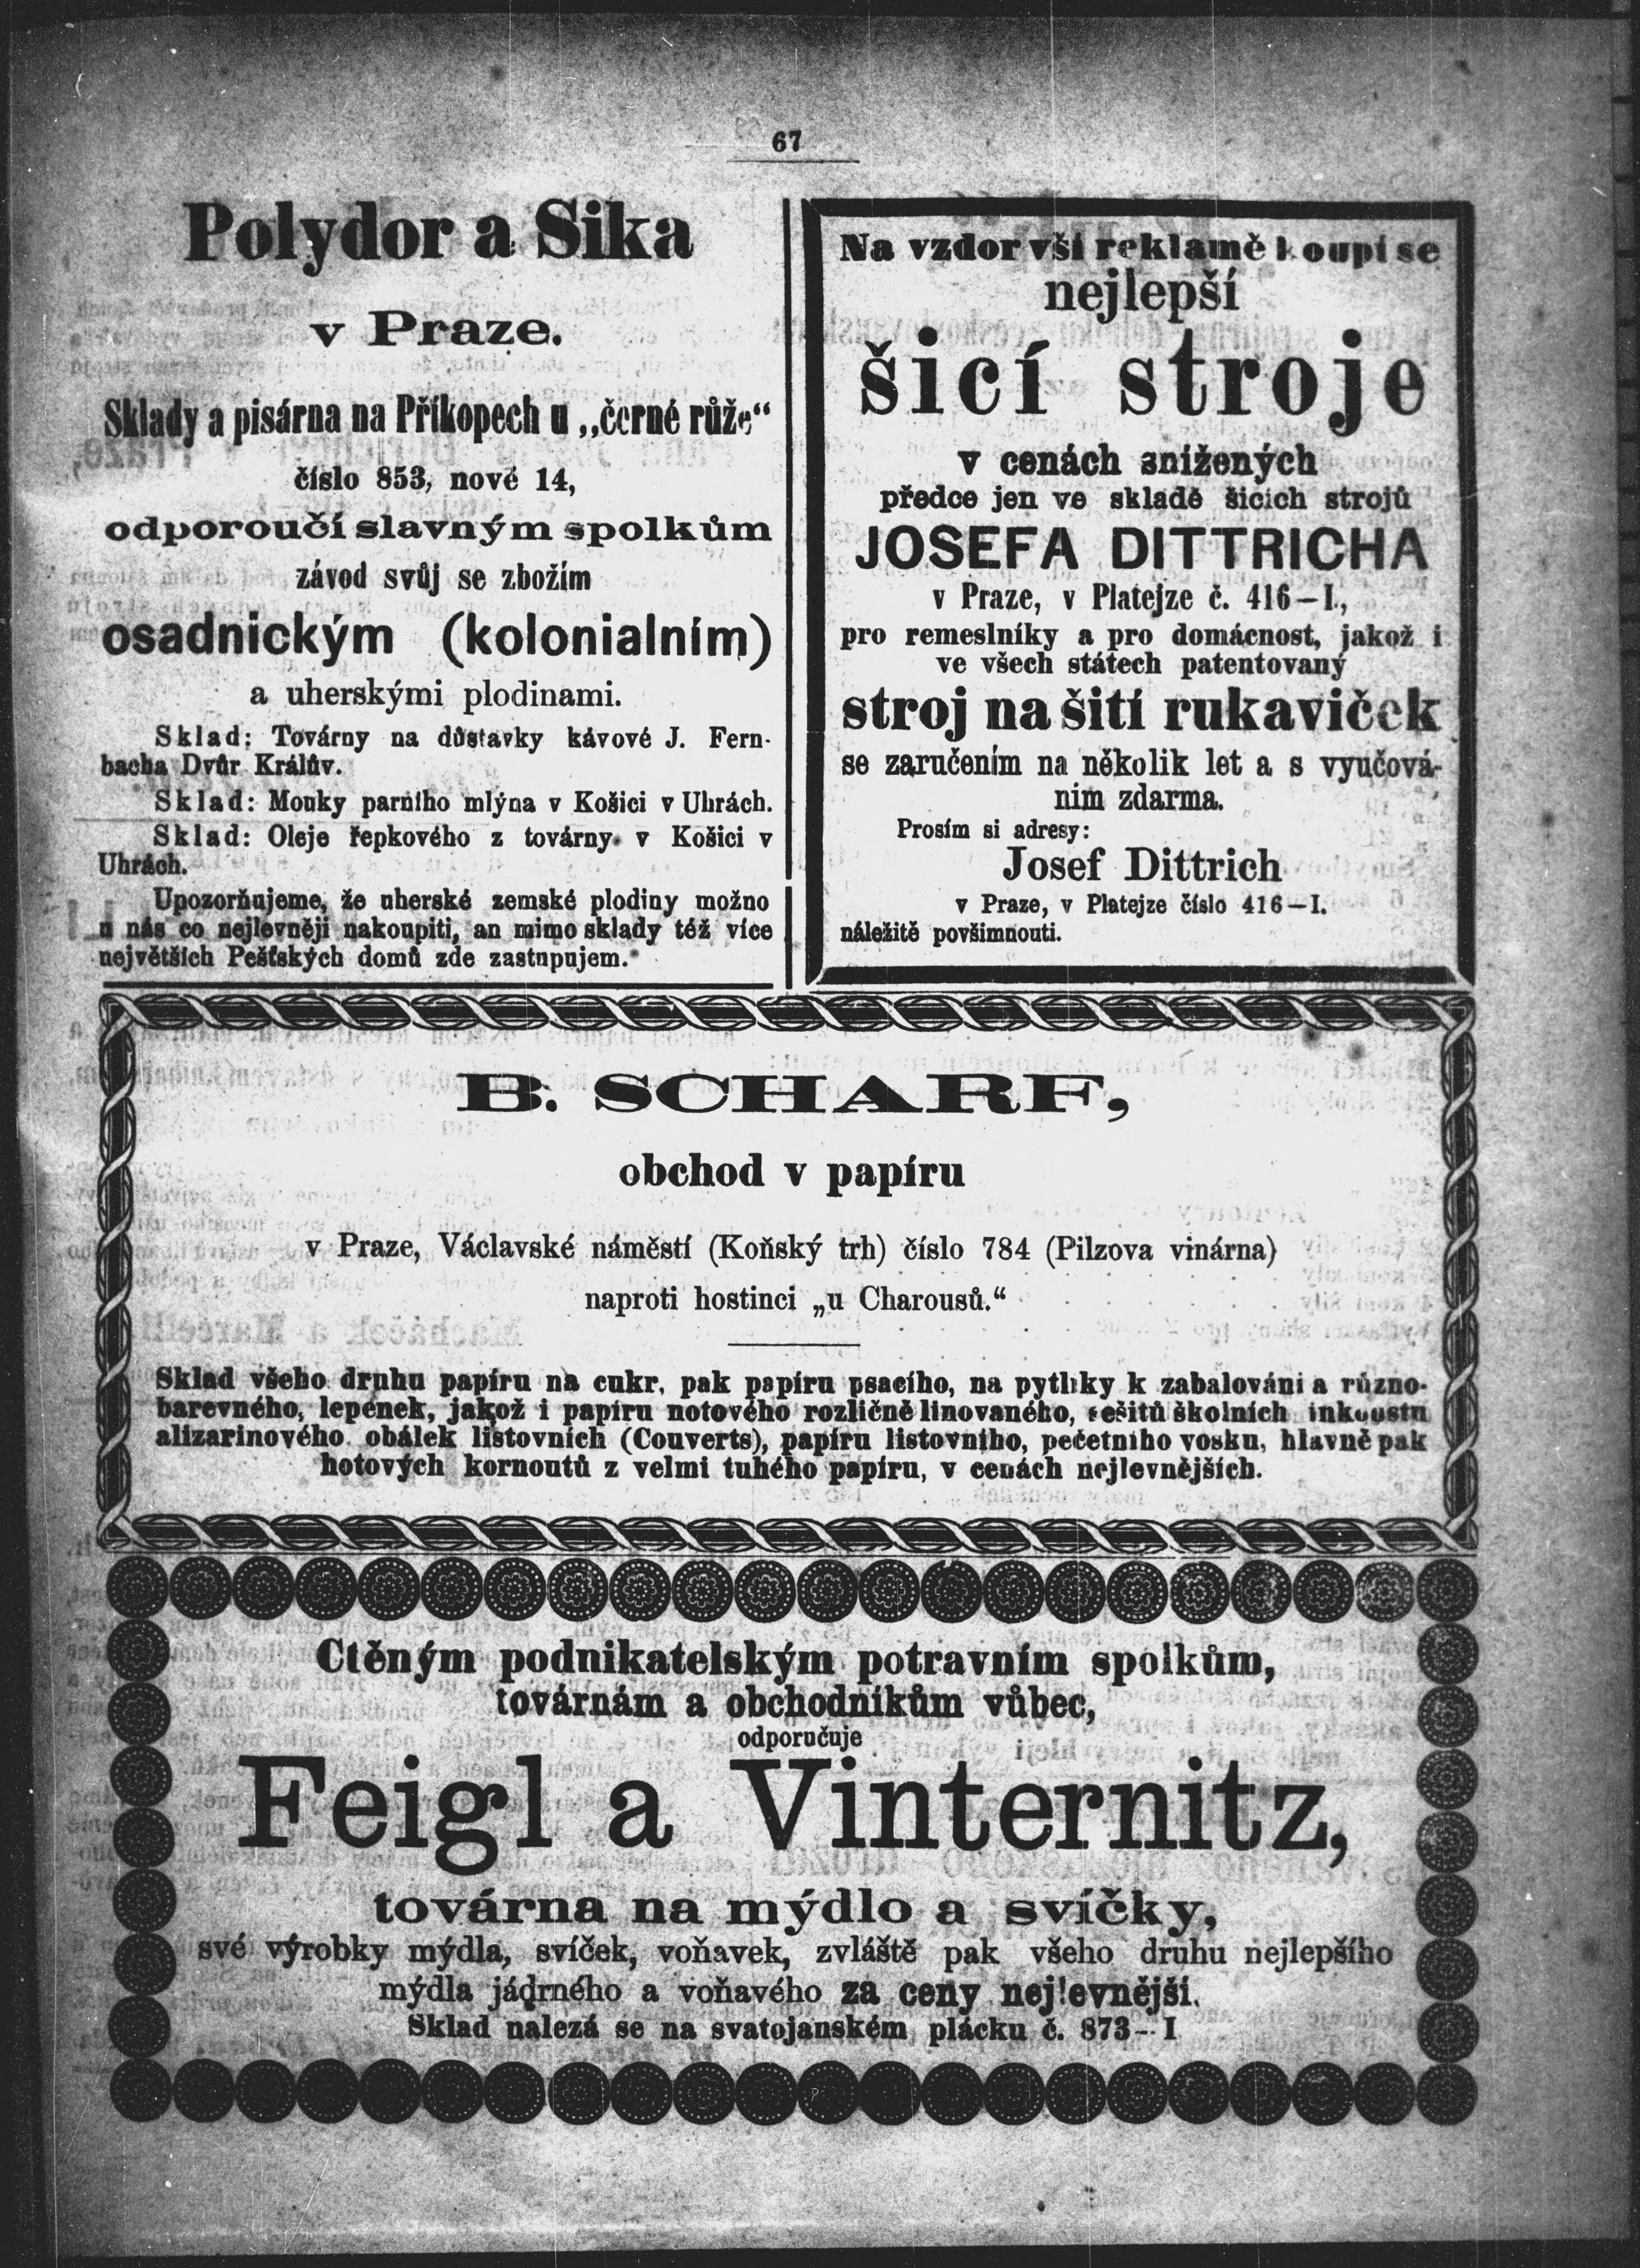 67
Polydor a Sika
v Praze.
Sklady a pisárna na Příkopech u „černé růže“
číslo 853, nové 14,
odporoučí slavným spolkům
závod svůj se zbožím
osadnickým (kolonialním)
a uherskými plodinami.
Sklad: Továrny na důstavky kávové J. Fern-
bacha Dvůr Králův.
Sklad: Mouky parního mlýna v Košici v Uhrách.
Sklad: Oleje řepkového z továrny v Košici v
Uhrách.
Upozorňujeme, že uherské zemské plodiny možno
u nás co nejlevněji nakoupiti, an mimo sklady též více
největších Pešťských domů zde zastupujem.
Na vzdor vší reklamě koupí se
nejlepší
šicí stroje
v cenách snížených
předce jen ve skladě šicích strojů
JOSEFA DITTRICHA
v Praze, v Platejze č. 416—I.,
pro remeslníky a pro domácnost, jakož i
ve všech státech patentovaný
stroj na šití rukaviček
se zaručením na několik let a s vyučová-
nim zdarma.
Prosím si adresy:
Josef Dittrich
v Praze, v Platejze číslo 416—I.
náležitě povšimnouti.
B. SCHARF,
obchod v papíru
v Praze, Václavské náměstí (Koňský trh) číslo 784 (Pilzova vinárna)
naproti hostinci „u Charousů.“
Sklad všeho druhu papíru na cukr, pak papíru psacího, na pytlíky k zabalování a různo-
barevného, lepenek, jakož i papíru notového rozličně linovaného, sešitů školních inkoustu
alizarinového obálek listovních (Couverts), papíru listovního, pečetního vosku, hlavně pak
hotových kornoutů z velmi tuhého papíru, v cenách nejlevnějších.
Ctěným podnikatelským potravním spolkům,
továrnám a obchodníkům vůbec,
odporučuje
Feigl a Vinternitz,
továrna na mýdlo a svíčky,
své výrobky mýdla, svíček, voňavek, zvláště pak všeho druhu nejlepšího
mýdla jádrného a voňavého za ceny nejlevnější.
Sklad nalezá se na svatojanském plácku č. 873--I